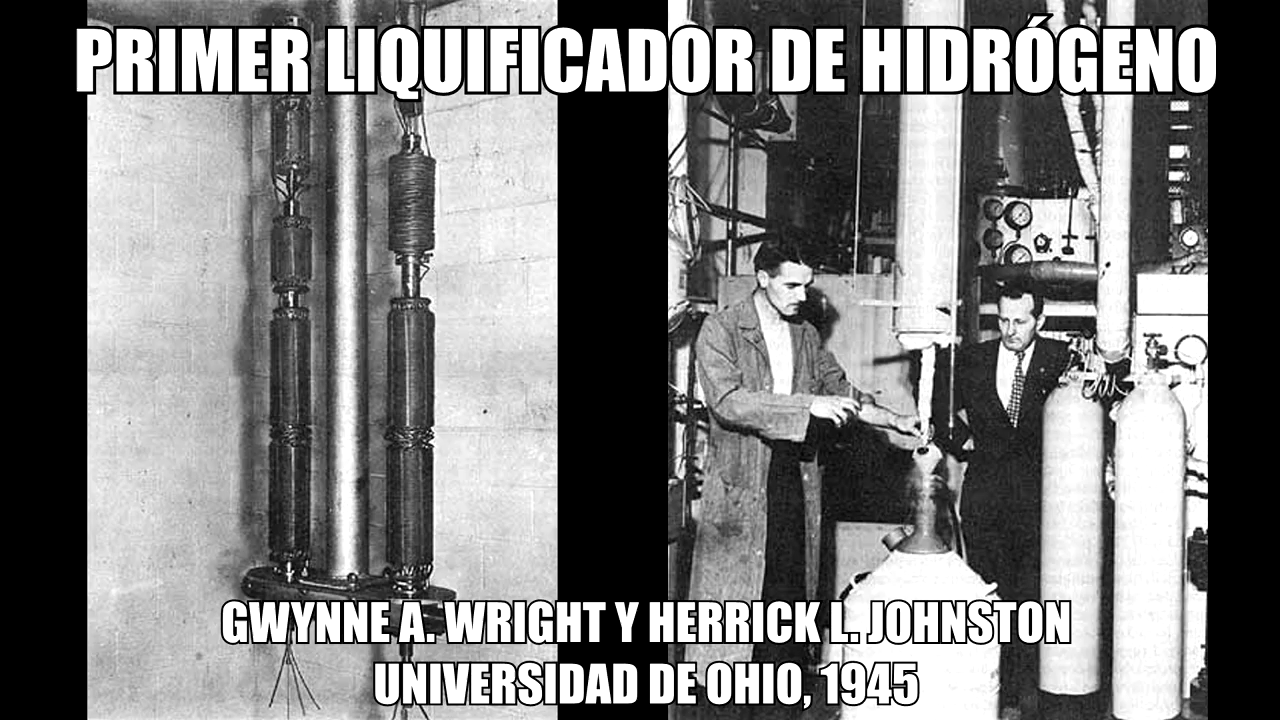 PRIMER LIQUIFICADOR DE HIDRÓGENO
GWYNNE A. WRIGHT Y HERRICK L. JOHNSTON
UNIVERSIDAD DE OHIO, 1945